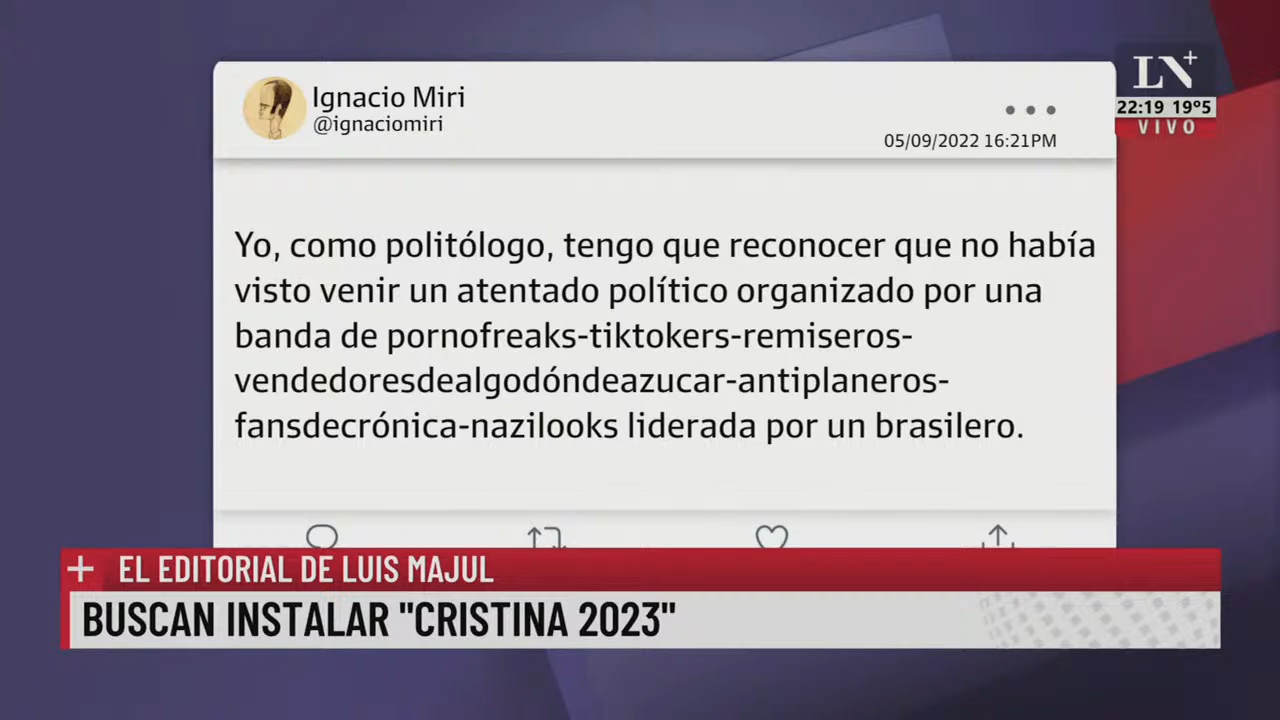 Ignacio Miri
@ignaciomiri
05/09/2022 16:21PM
LN+
22:19 19º5
VIVO
Yo, como politólogo, tengo que reconocer que no había
visto venir un atentado político organizado por una
banda de pornofreaks-tiktokers-remiseros-
vendedoresdealgodóndeazucar-antiplaneros-
fansdecrónica-nazilooks liderada por un brasilero.
+ EL EDITORIAL DE LUIS MAJUL
BUSCAN INSTALAR "CRISTINA 2023"